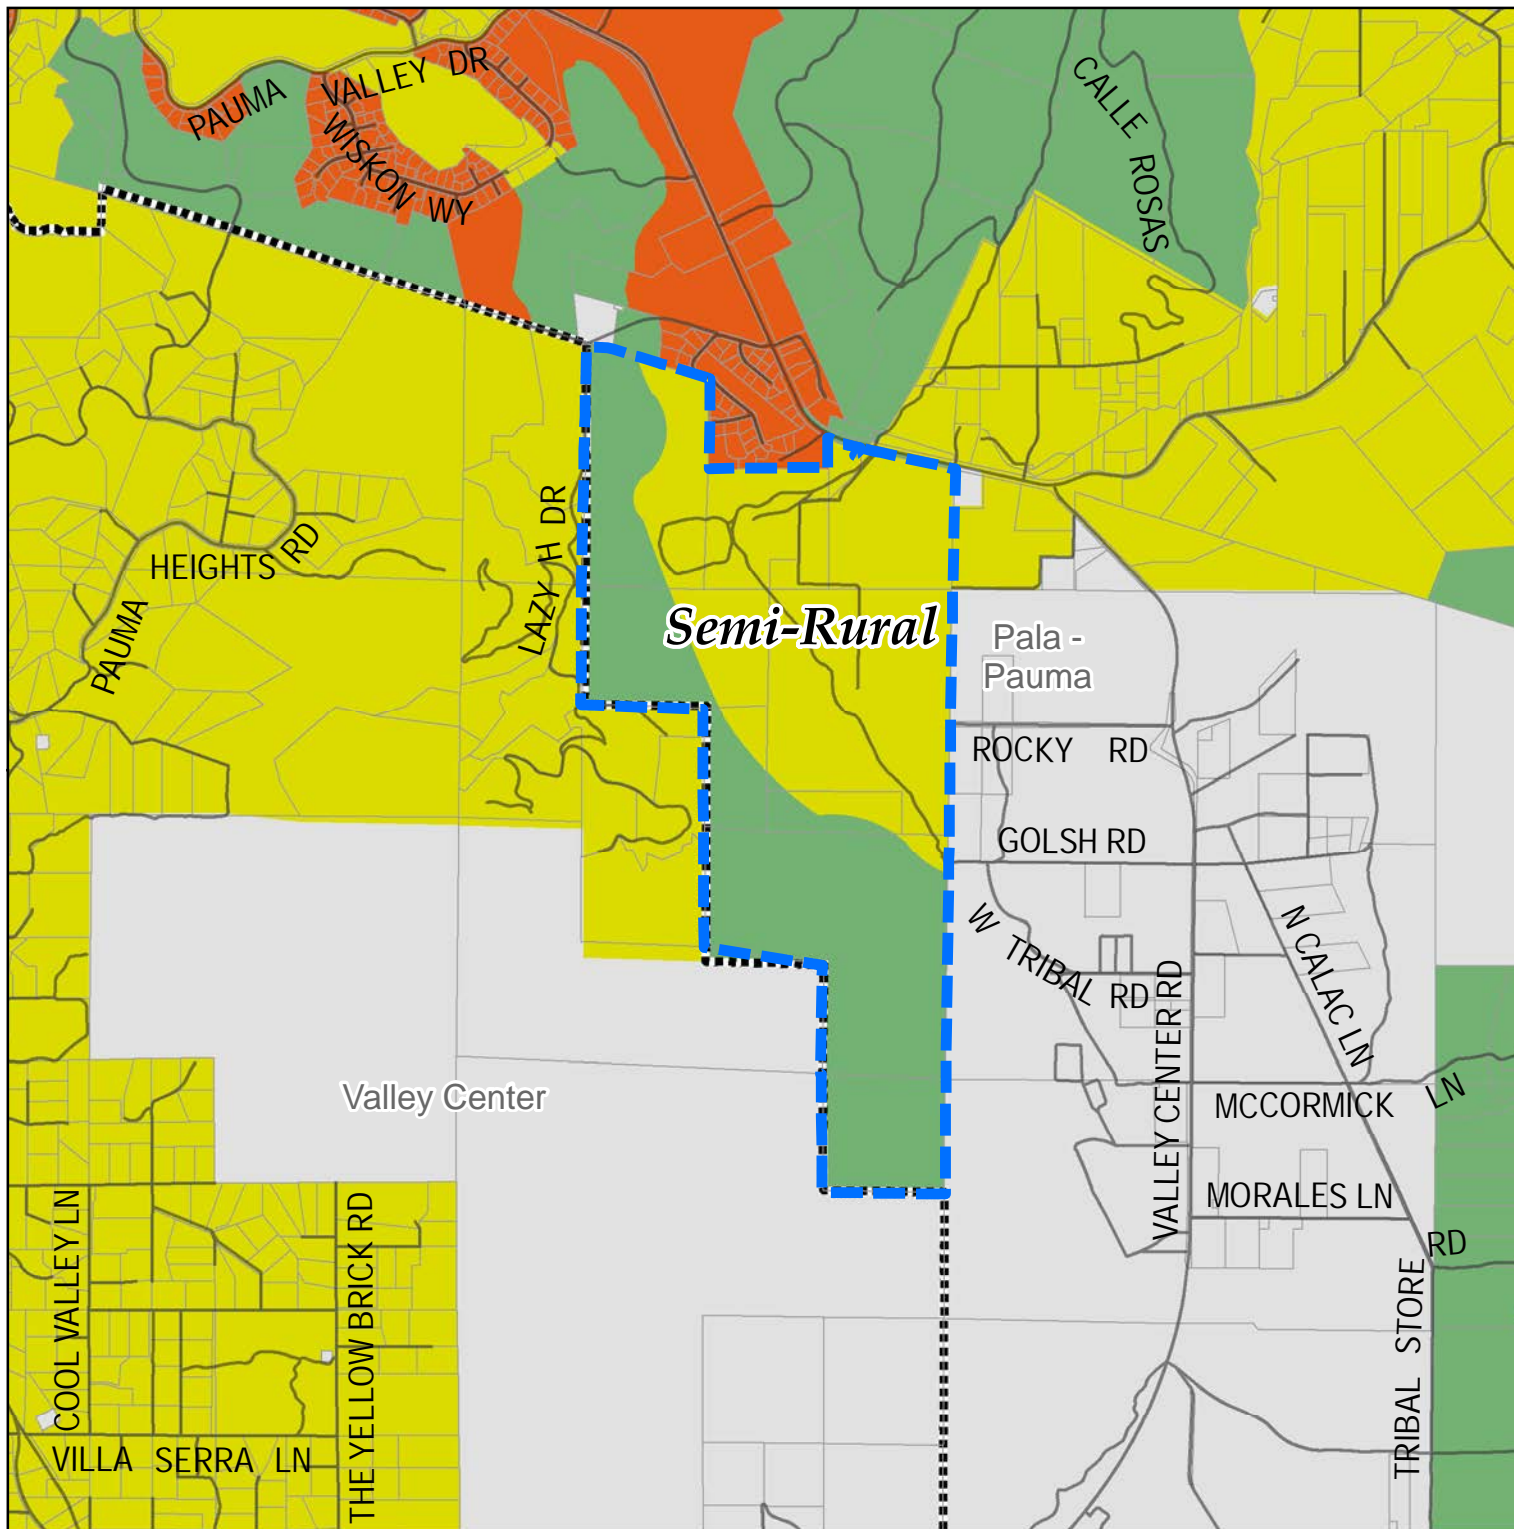 PAUMA VALLEY DR
WISKON WY
CALLE ROSAS
LAZY H DR
PAUMA HEIGHTS RD
Semi-Rural
Pala -
Pauma
ROCKY RD
GOLSH RD
W TRIBAL RD
N CALAC LN
VALLEY CENTER RD
Valley Center
MCCORMICK LN
MORALES LN
TRIBAL STORE RD
COOL VALLEY LN
THE YELLOW BRICK RD
VILLA SERRA LN